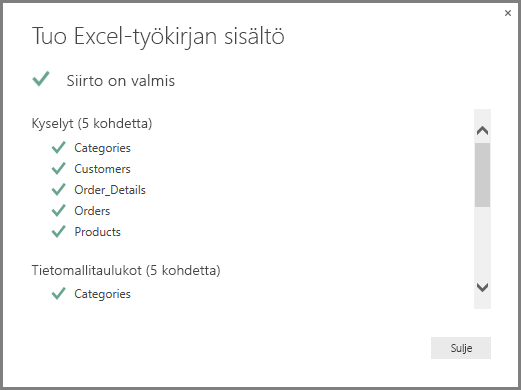 Tuo Excel-työkirjan sisältö
Siirto on valmis
Kyselyt (5 kohdetta)
Categories
Customers
Order_Details
Orders
Products
Tietomallitaulukot (5 kohdetta)
Categories
Sulje